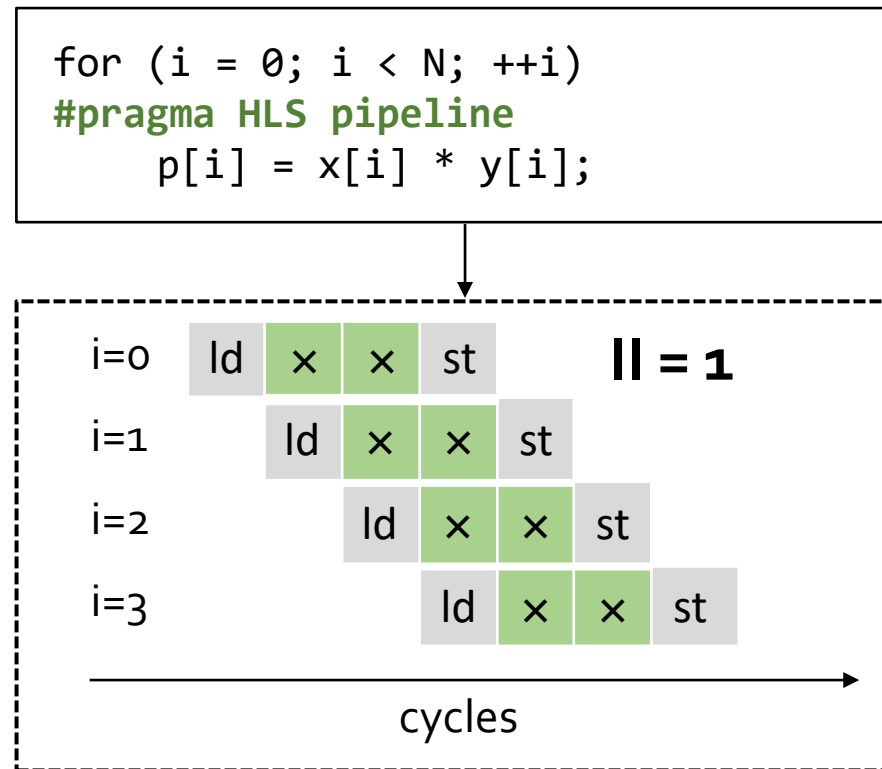 for (i = 0; i < N; ++i)
#pragma HLS pipeline
p[i] = x[i] * y[i];
i=0 ld × × st II = 1
i=1 ld × × st
i=2 ld × × st
i=3 ld × × st
cycles